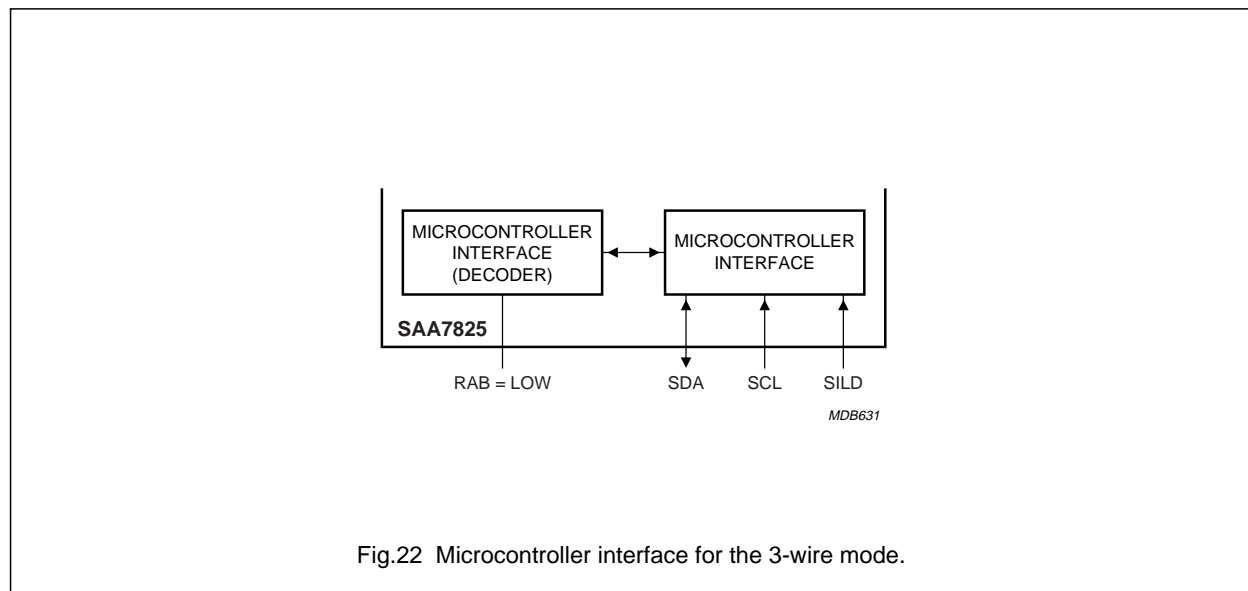 MICROCONTROLLER
INTERFACE
(DECODER)
MICROCONTROLLER
INTERFACE
SAA7825
RAB = LOW
SDA
SCL
SILD
MDB631
Fig.22 Microcontroller interface for the 3-wire mode.